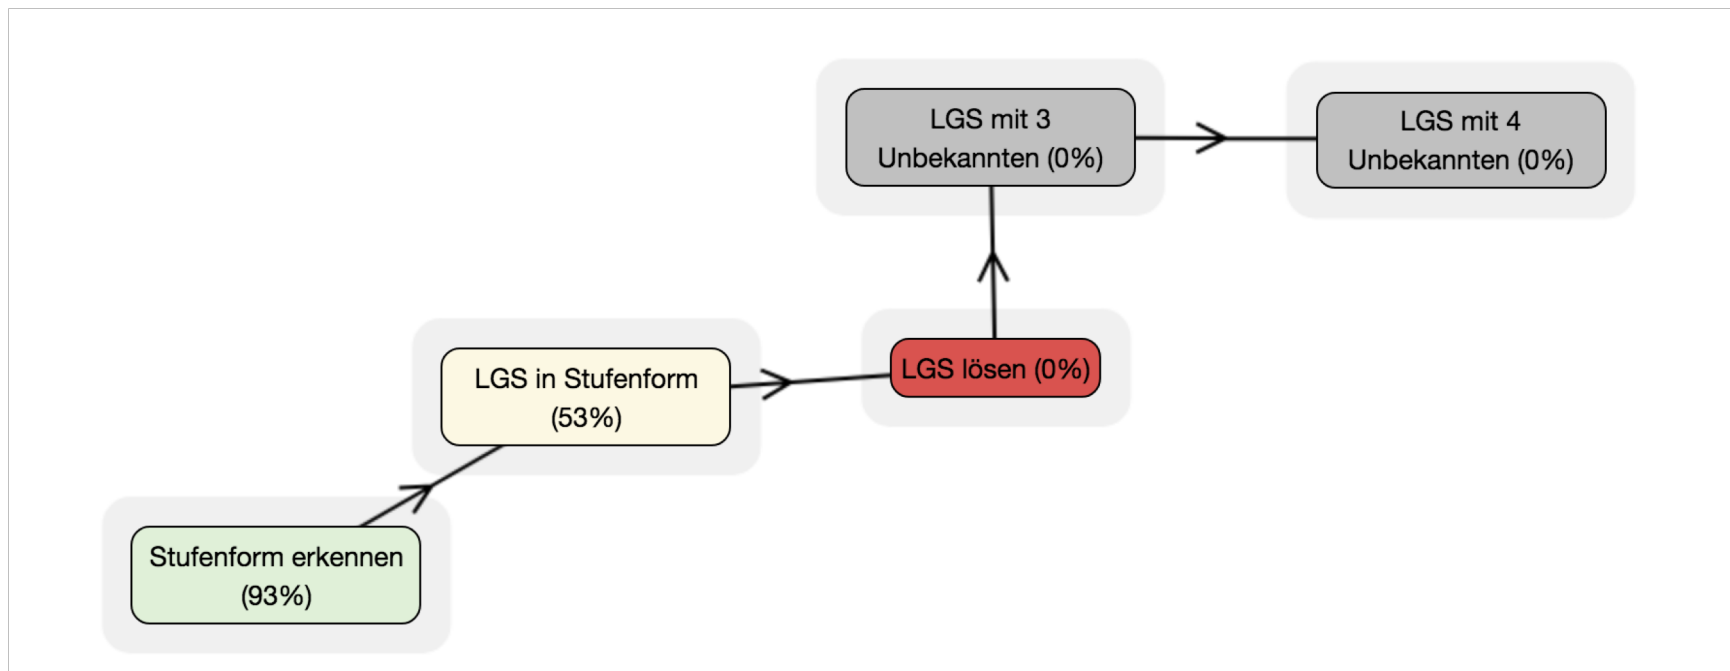 LGS mit 3
Unbekannten (0%)
LGS mit 4
Unbekannten (0%)
LGS in Stufenform
(53%)
LGS lösen (0%)
Stufenform erkennen
(93%)